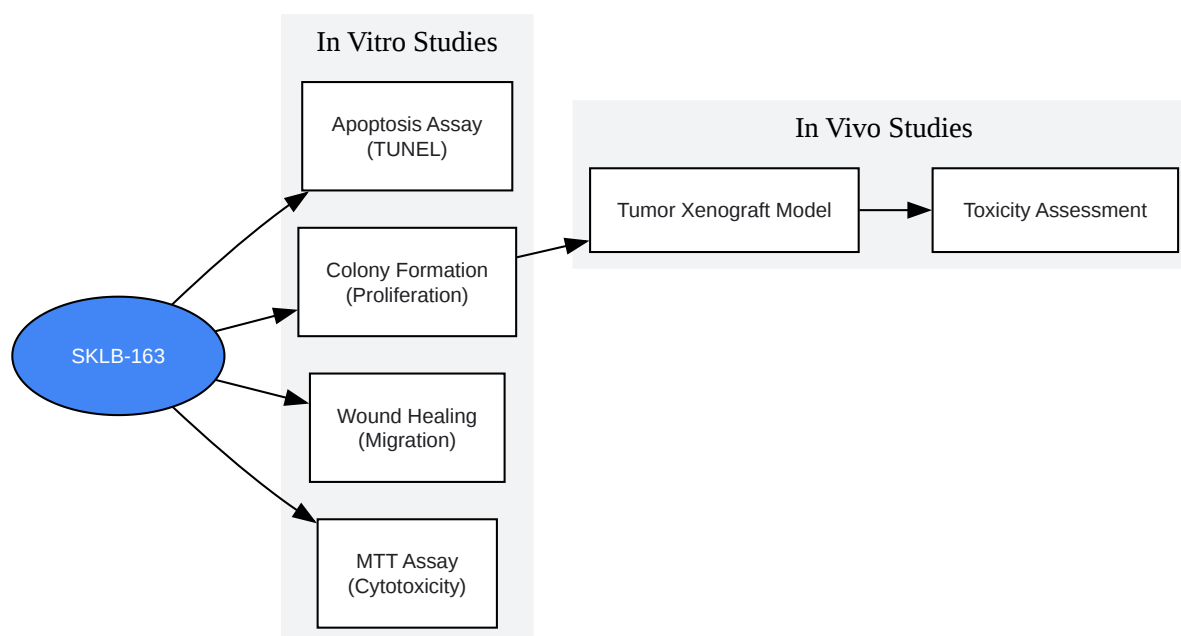 In Vitro Studies
Apoptosis Assay
(TUNEL)
Colony Formation
(Proliferation)
Wound Healing
(Migration)
MTT Assay
(Cytotoxicity)
SKLB-163
In Vivo Studies
Tumor Xenograft Model
Toxicity Assessment